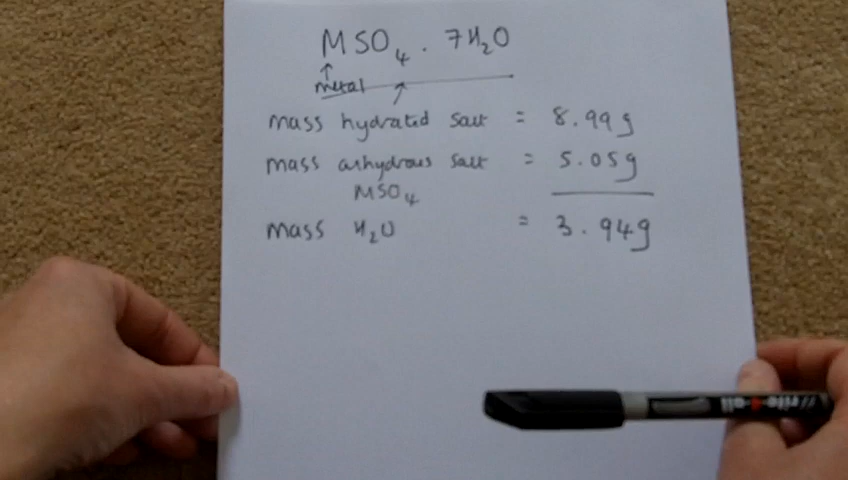 MSO₄ . 7H₂O
↑
metal
mass hydrated salt = 8.99g
mass anhydrous salt = 5.05g
MSO₄
mass H₂O = 3.94g